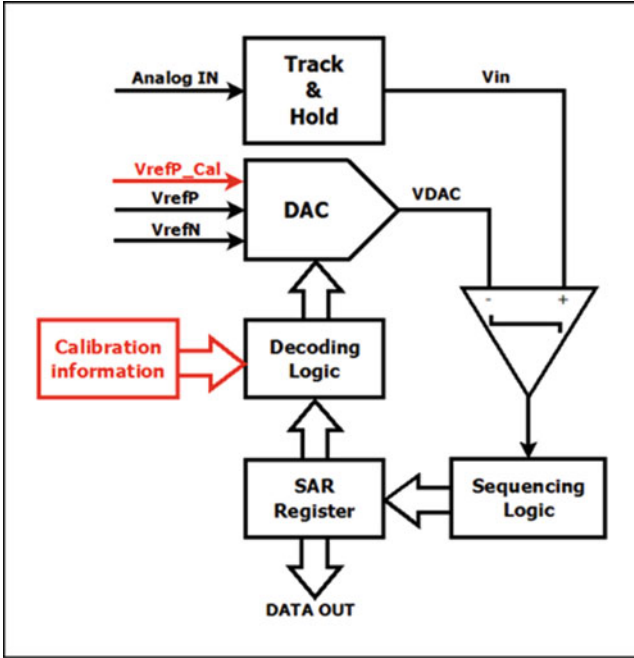 Analog IN
Track
&
Hold
Vin
VrefP_Cal
VrefP
VrefN
DAC
VDAC
-
+
Calibration
information
Decoding
Logic
SAR
Register
Sequencing
Logic
DATA OUT